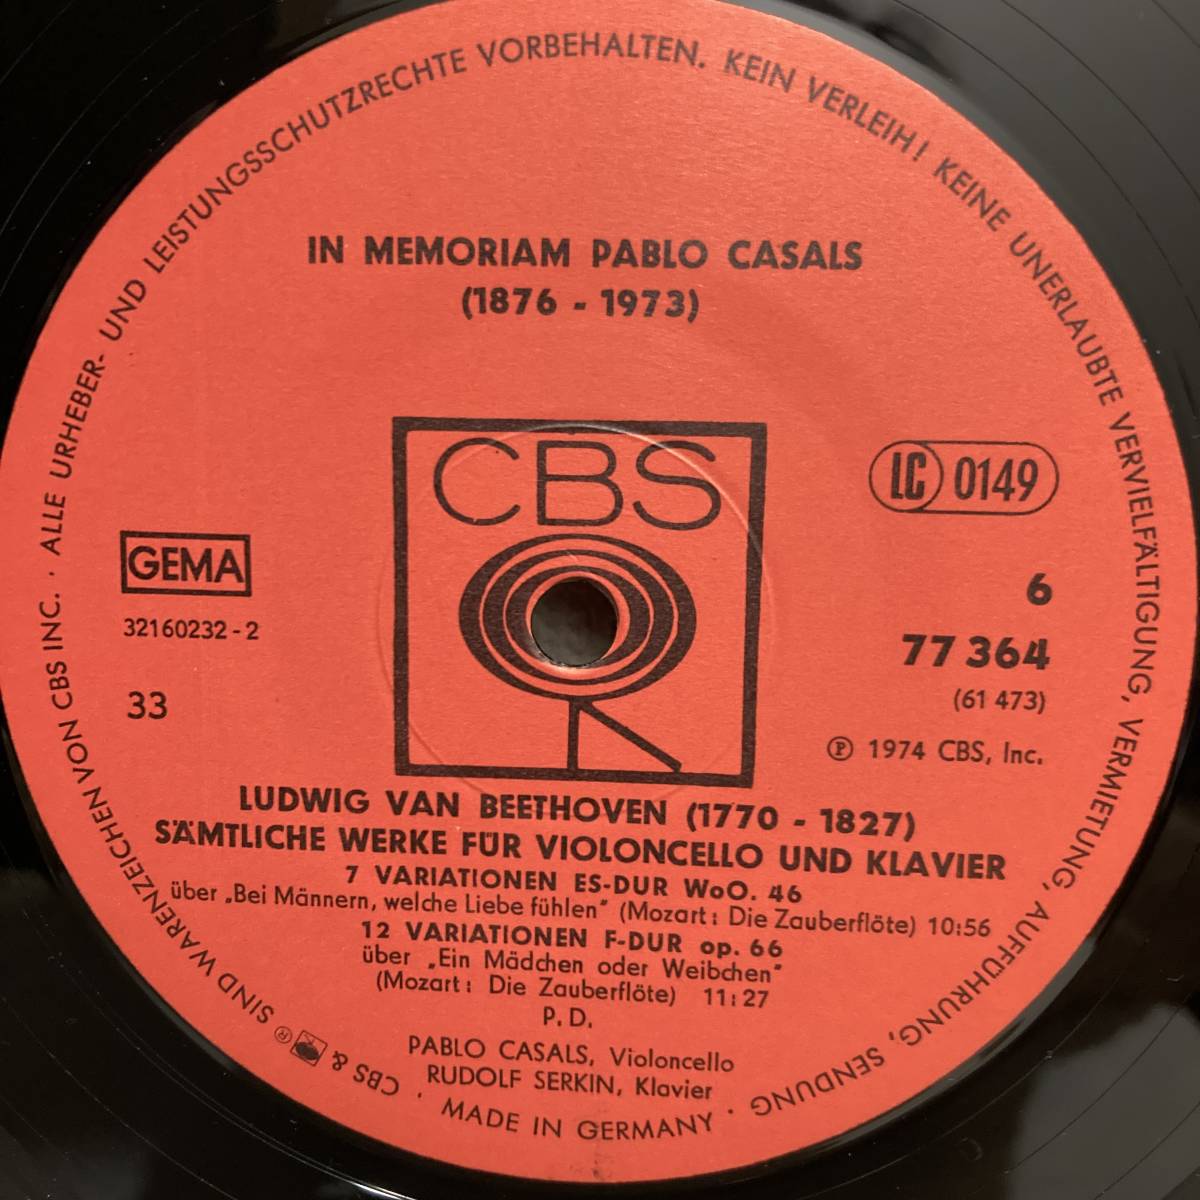 ALLE URHEBER- UND LEISTUNGSSCHUTZRECHTE VORBEHALTEN. KEIN VERLEIH! KEINE UNERLAUBTE VERVIELFÄLTIGUNG, VERMIETUNG, AUFFÜHRUNG, SENDUNG · MADE IN GERMANY · CBS & ® SIND WARENZEICHEN VON CBS INC. ·
IN MEMORIAM PABLO CASALS
(1876 - 1973)
CBS
LC 0149
GEMA
32160232-2
33
6
77 364
(61 473)
Ⓟ 1974 CBS, Inc.
LUDWIG VAN BEETHOVEN (1770 - 1827)
SÄMTLICHE WERKE FÜR VIOLONCELLO UND KLAVIER
7 VARIATIONEN ES-DUR WoO. 46
über „Bei Männern, welche Liebe fühlen" (Mozart: Die Zauberflöte) 10:56
12 VARIATIONEN F-DUR op. 66
über „Ein Mädchen oder Weibchen"
(Mozart: Die Zauberflöte) 11:27
P.D.
PABLO CASALS, Violoncello
RUDOLF SERKIN, Klavier